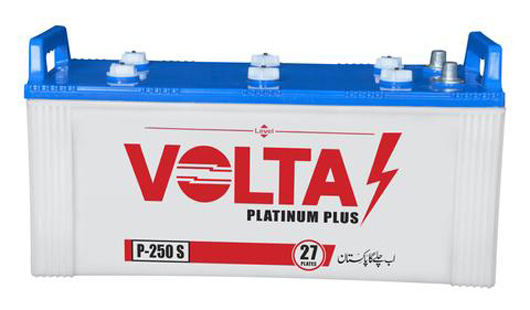 Level
VOLTA
PLATINUM PLUS
P-250 S
27
PLATES
اب چلے گا پاکستان